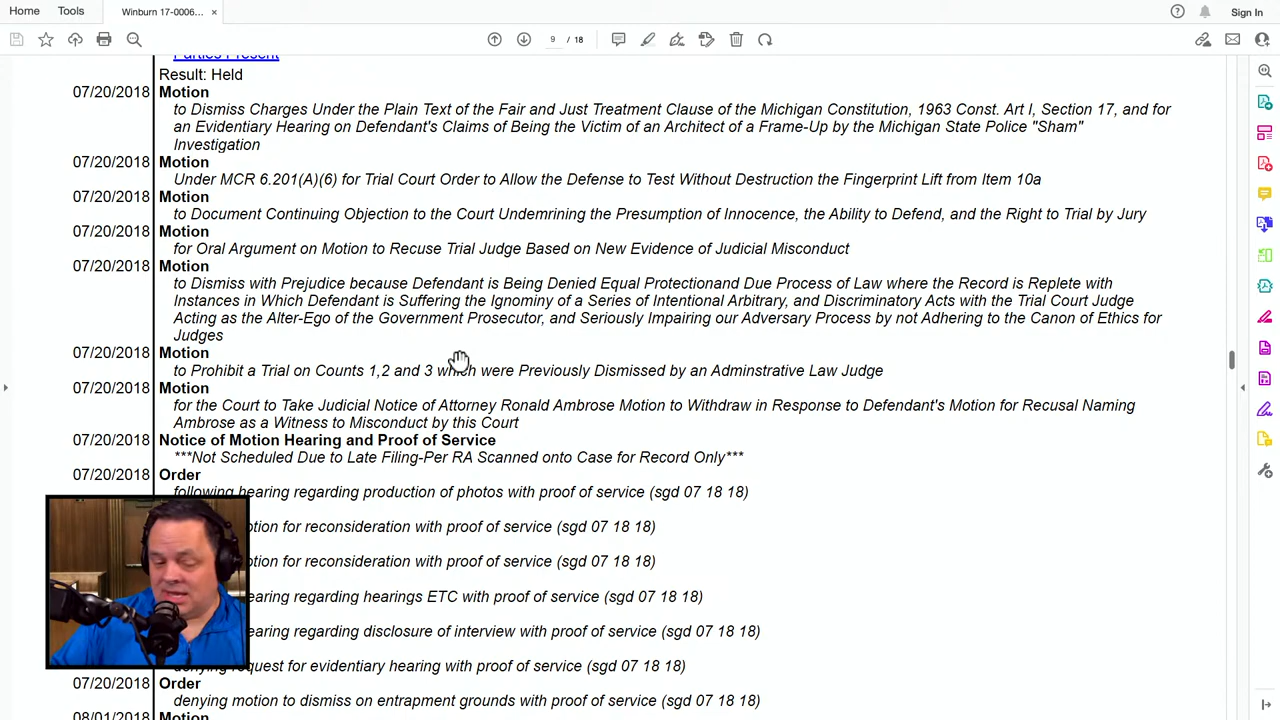 Home Tools Winburn 17-0006... × Sign In
9 / 18
Parties Present
Result: Held
07/20/2018 Motion
to Dismiss Charges Under the Plain Text of the Fair and Just Treatment Clause of the Michigan Constitution, 1963 Const. Art I, Section 17, and for
an Evidentiary Hearing on Defendant's Claims of Being the Victim of an Architect of a Frame-Up by the Michigan State Police "Sham"
Investigation
07/20/2018 Motion
Under MCR 6.201(A)(6) for Trial Court Order to Allow the Defense to Test Without Destruction the Fingerprint Lift from Item 10a
07/20/2018 Motion
to Document Continuing Objection to the Court Undemrining the Presumption of Innocence, the Ability to Defend, and the Right to Trial by Jury
07/20/2018 Motion
for Oral Argument on Motion to Recuse Trial Judge Based on New Evidence of Judicial Misconduct
07/20/2018 Motion
to Dismiss with Prejudice because Defendant is Being Denied Equal Protectionand Due Process of Law where the Record is Replete with
Instances in Which Defendant is Suffering the Ignominy of a Series of Intentional Arbitrary, and Discriminatory Acts with the Trial Court Judge
Acting as the Alter-Ego of the Government Prosecutor, and Seriously Impairing our Adversary Process by not Adhering to the Canon of Ethics for
Judges
07/20/2018 Motion
to Prohibit a Trial on Counts 1,2 and 3 which were Previously Dismissed by an Adminstrative Law Judge
07/20/2018 Motion
for the Court to Take Judicial Notice of Attorney Ronald Ambrose Motion to Withdraw in Response to Defendant's Motion for Recusal Naming
Ambrose as a Witness to Misconduct by this Court
07/20/2018 Notice of Motion Hearing and Proof of Service
***Not Scheduled Due to Late Filing-Per RA Scanned onto Case for Record Only***
07/20/2018 Order
following hearing regarding production of photos with proof of service (sgd 07 18 18)
for reconsideration with proof of service (sgd 07 18 18)
for reconsideration with proof of service (sgd 07 18 18)
regarding hearings ETC with proof of service (sgd 07 18 18)
regarding disclosure of interview with proof of service (sgd 07 18 18)
denying request for evidentiary hearing with proof of service (sgd 07 18 18)
07/20/2018 Order
denying motion to dismiss on entrapment grounds with proof of service (sgd 07 18 18)
08/01/2018 Motion